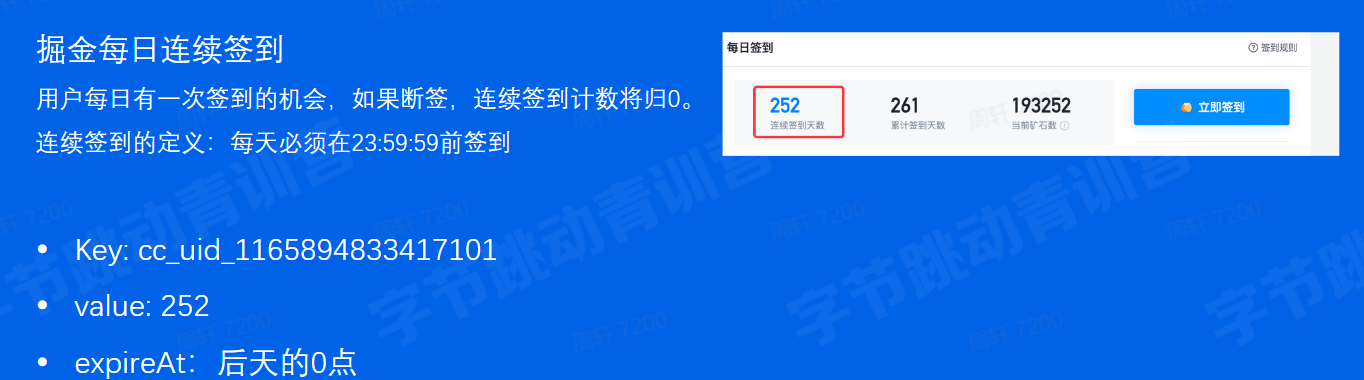 掘金每日连续签到
用户每日有一次签到的机会，如果断签，连续签到计数将归0。
连续签到的定义：每天必须在23:59:59前签到
• Key: cc_uid_1165894833417101
• value: 252
• expireAt：后天的0点
每日签到
签到规则
252
261
193252
连续签到天数
累计签到天数
当前矿石数
立即签到
字节跳动青训营
周轩 7200